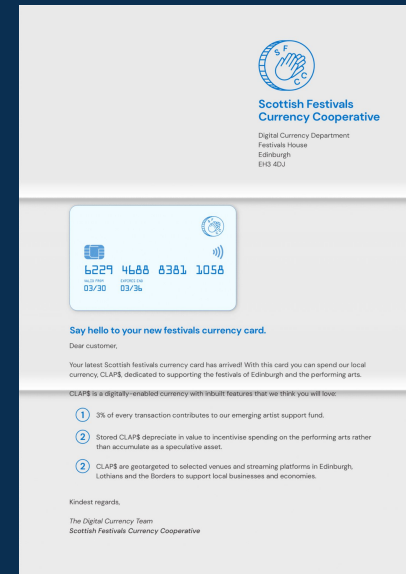 S F C C
Scottish Festivals
Currency Cooperative
Digital Currency Department
Festivals House
Edinburgh
EH3 4DJ
6229 4688 8381 1058
VALID FROM EXPIRES END
03/30 03/36
Say hello to your new festivals currency card.
Dear customer,
Your latest Scottish festivals currency card has arrived! With this card you can spend our local
currency, CLAP$, dedicated to supporting the festivals of Edinburgh and the performing arts.
CLAP$ is a digitally-enabled currency with inbuilt features that we think you will love:
1 3% of every transaction contributes to our emerging artist support fund.
2 Stored CLAP$ depreciate in value to incentivise spending on the performing arts rather
than accumulate as a speculative asset.
2 CLAP$ are geotargeted to selected venues and streaming platforms in Edinburgh,
Lothians and the Borders to support local businesses and economies.
Kindest regards,
The Digital Currency Team
Scottish Festivals Currency Cooperative